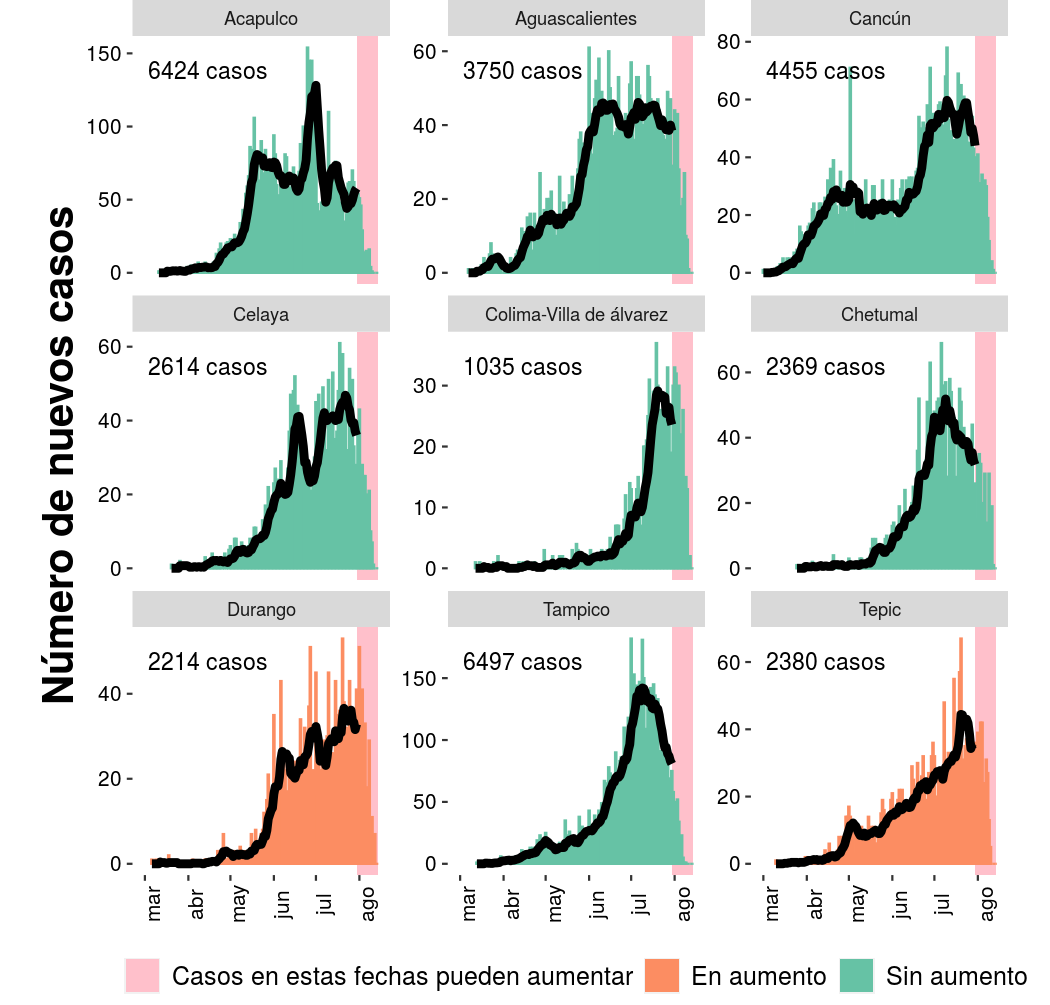 Número de nuevos casos
Acapulco
6424 casos
150
100
50
0
Aguascalientes
3750 casos
60
40
20
0
Cancún
4455 casos
80
60
40
20
0
Celaya
2614 casos
60
40
20
0
Colima-Villa de álvarez
1035 casos
30
20
10
0
Chetumal
2369 casos
60
40
20
0
Durango
2214 casos
40
20
0
mar abr may jun jul ago
Tampico
6497 casos
150
100
50
0
mar abr may jun jul ago
Tepic
2380 casos
60
40
20
0
mar abr may jun jul ago
Casos en estas fechas pueden aumentar En aumento Sin aumento